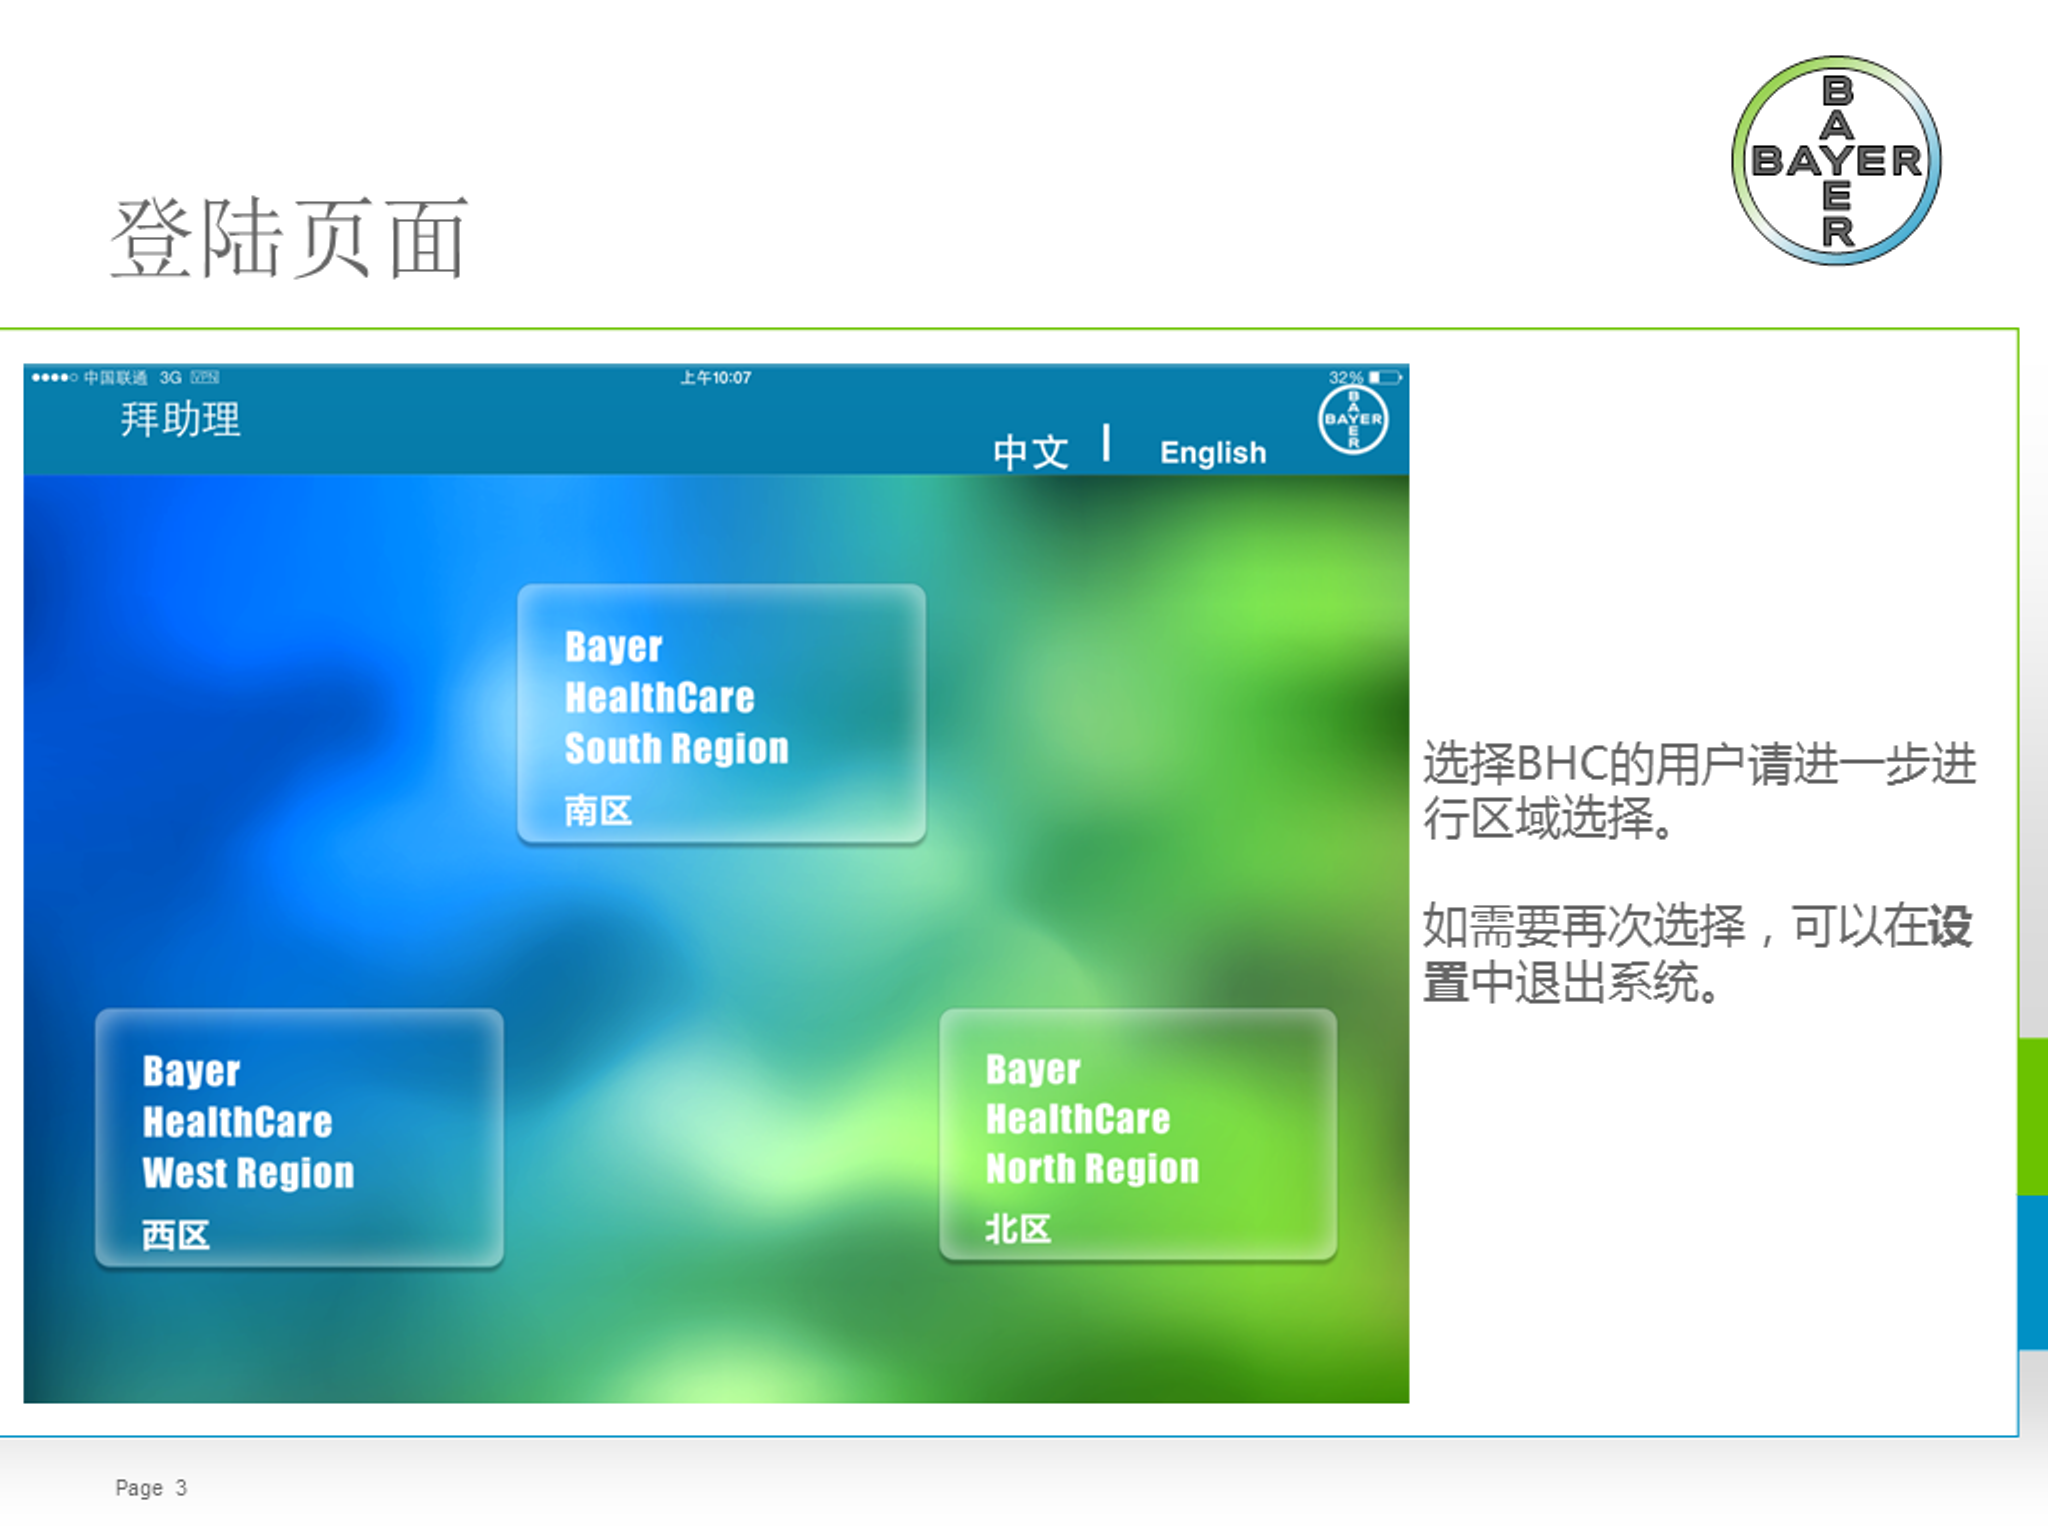 BAYER
BAYER
登陆页面
中国联通 3G VPN
上午10:07
32%
拜助理
中文 | English
BAYER
BAYER
Bayer
HealthCare
South Region
南区
选择BHC的用户请进一步进
行区域选择。
如需要再次选择，可以在设
置中退出系统。
Bayer
HealthCare
West Region
西区
Bayer
HealthCare
North Region
北区
Page 3